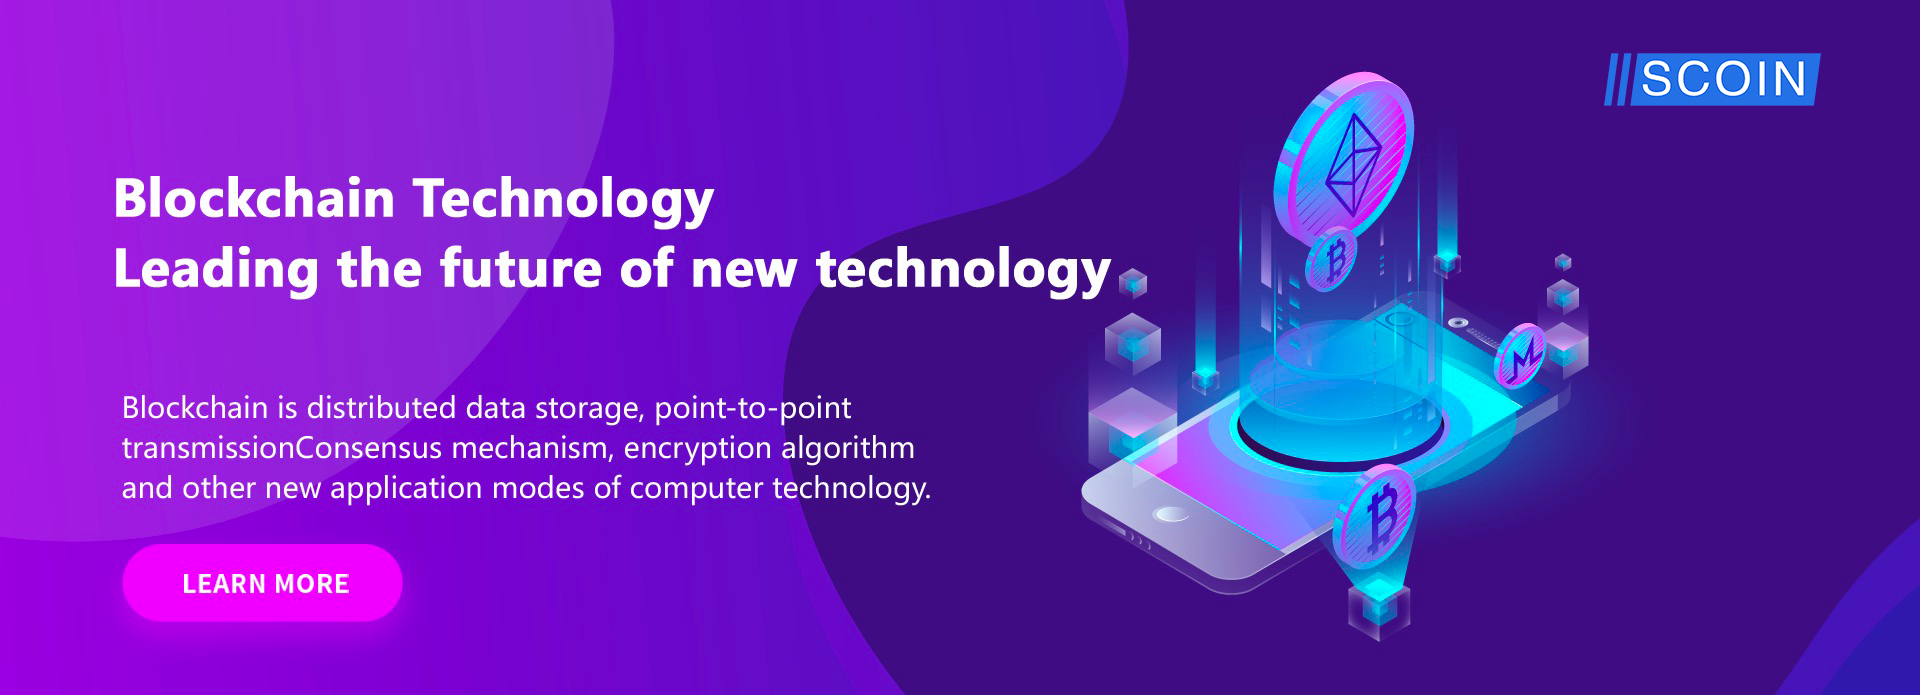 SCOIN
Blockchain Technology
Leading the future of new technology
Blockchain is distributed data storage, point-to-point
transmissionConsensus mechanism, encryption algorithm
and other new application modes of computer technology.
LEARN MORE